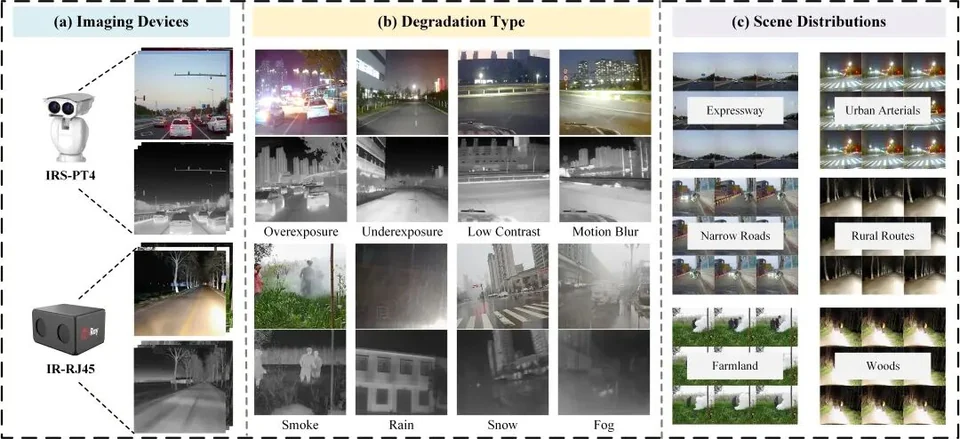 (a) Imaging Devices
(b) Degradation Type
(c) Scene Distributions
IRS-PT4
IR-RJ45
Overexposure
Underexposure
Low Contrast
Motion Blur
Smoke
Rain
Snow
Fog
Expressway
Urban Arterials
Narrow Roads
Rural Routes
Farmland
Woods